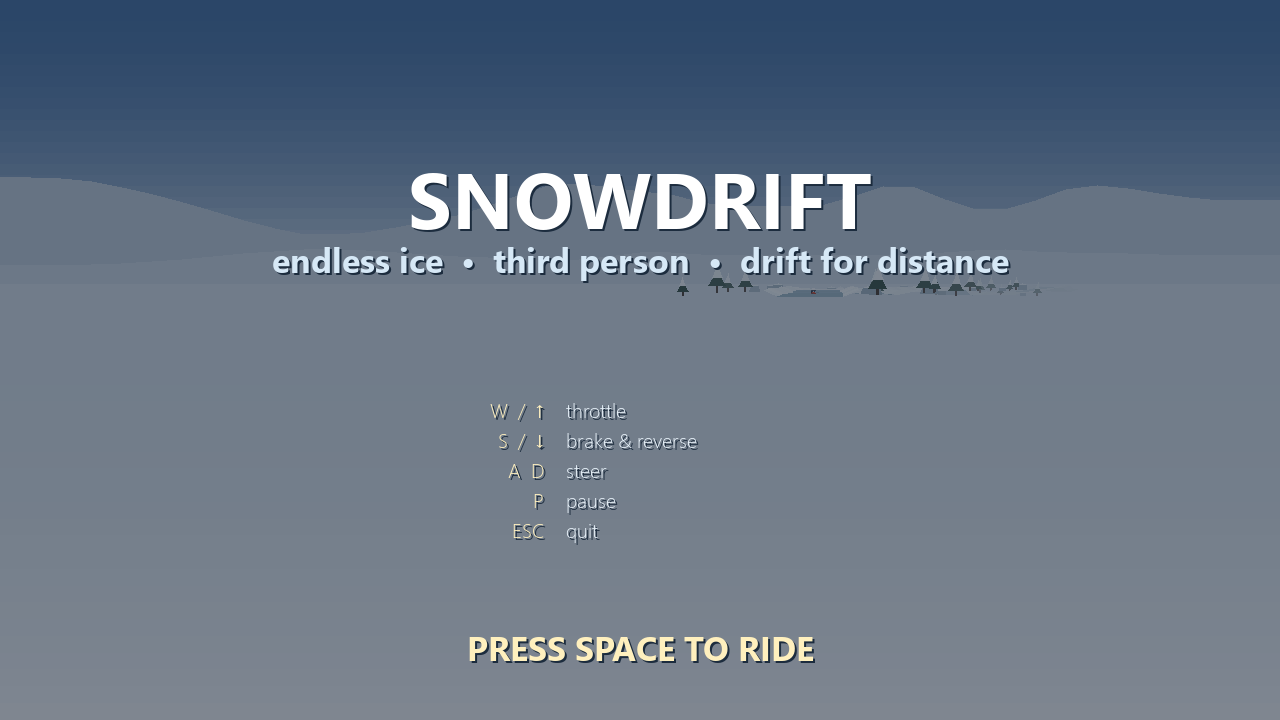 SNOWDRIFT
endless ice • third person • drift for distance
W / ↑ throttle
S / ↓ brake & reverse
A D steer
P pause
ESC quit
PRESS SPACE TO RIDE